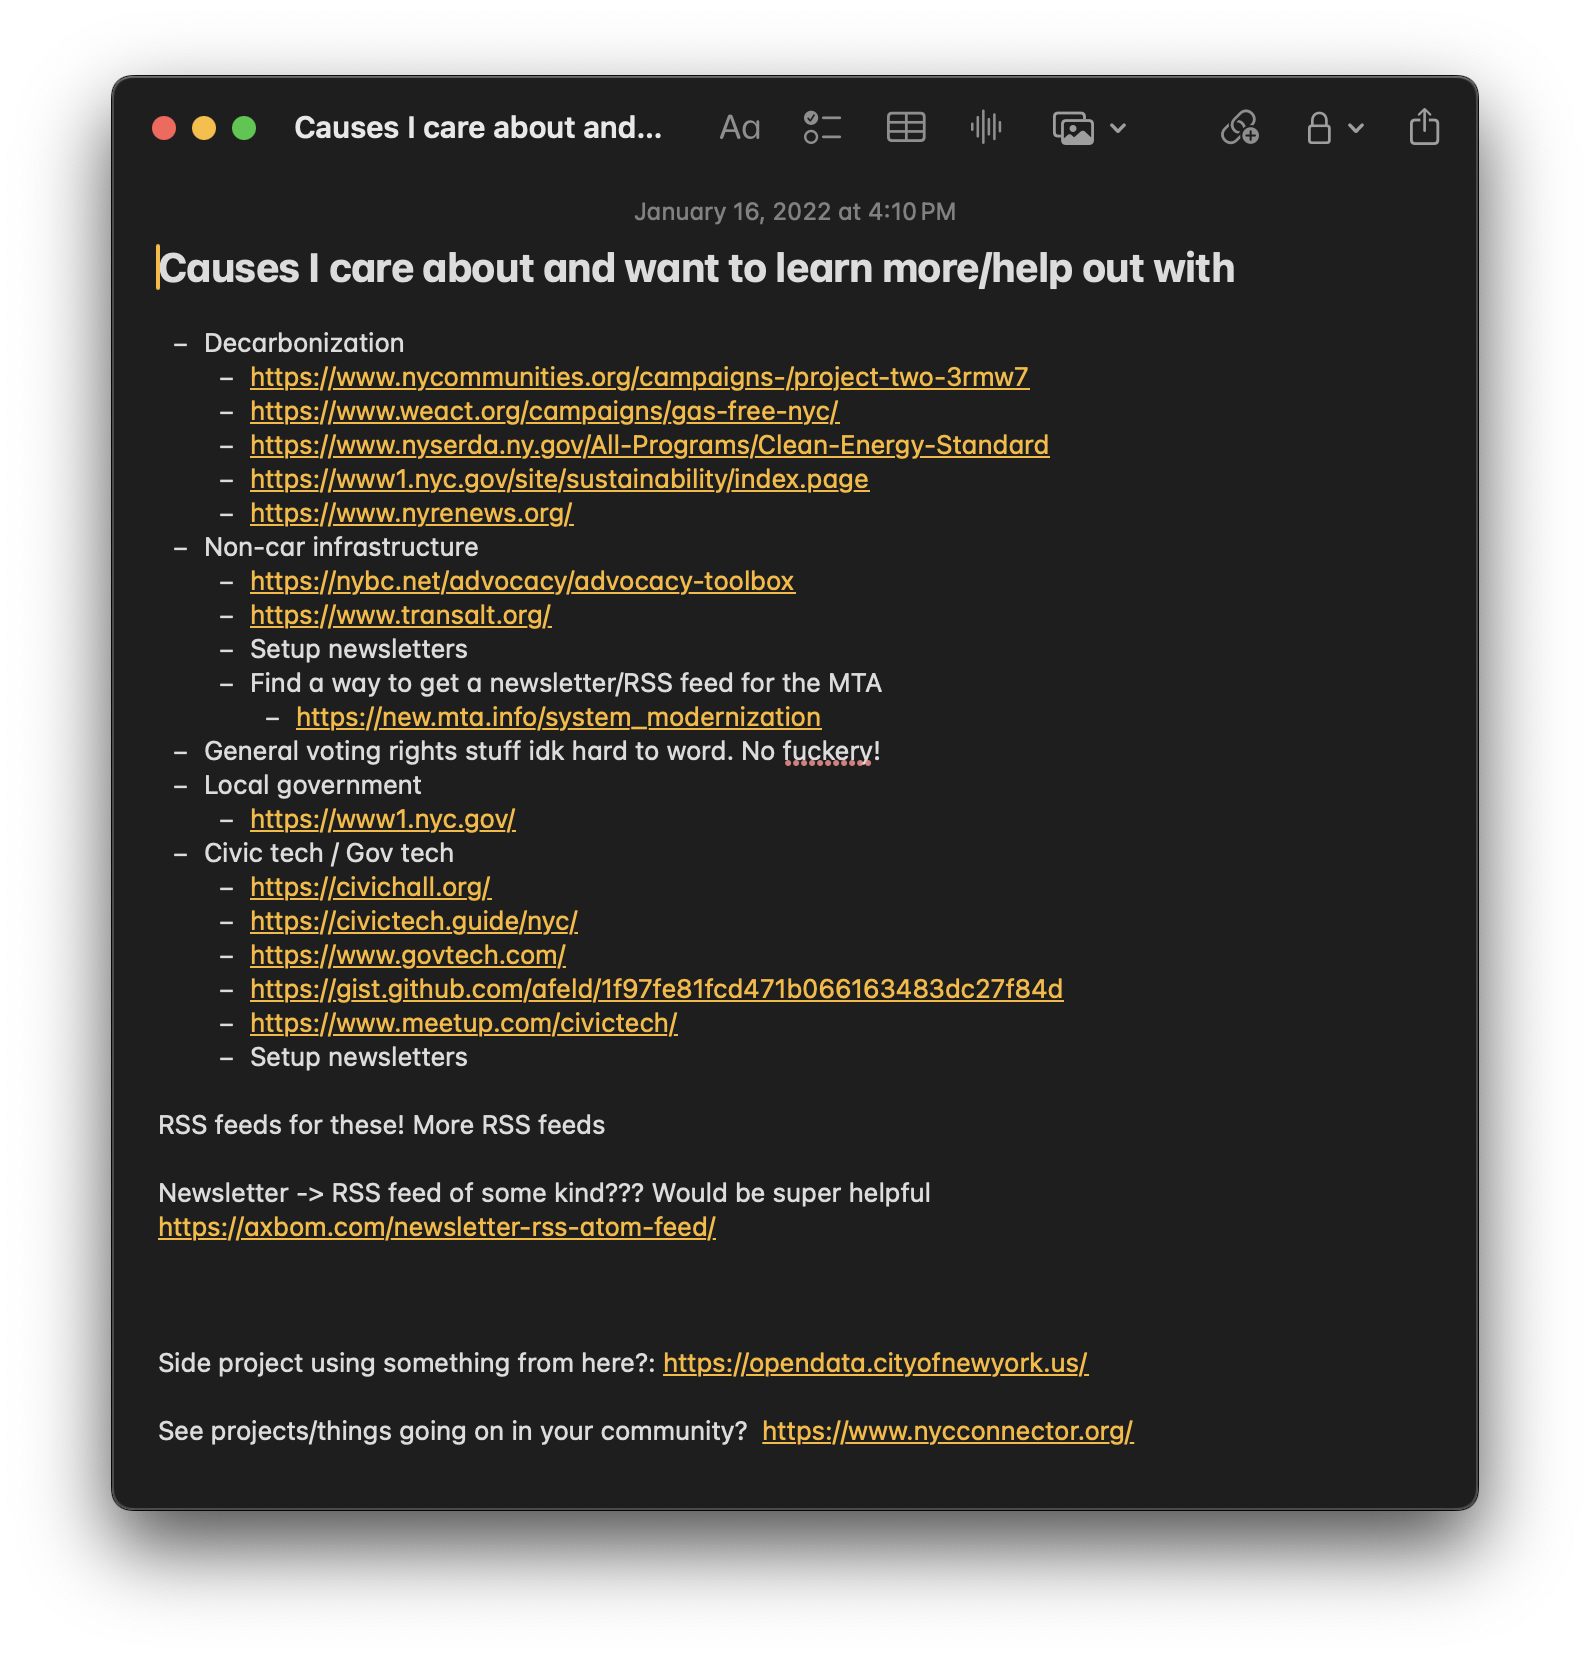 Causes I care about and...
Aa
January 16, 2022 at 4:10 PM
Causes I care about and want to learn more/help out with
– Decarbonization
– https://www.nycommunities.org/campaigns-/project-two-3rmw7
– https://www.weact.org/campaigns/gas-free-nyc/
– https://www.nyserda.ny.gov/All-Programs/Clean-Energy-Standard
– https://www1.nyc.gov/site/sustainability/index.page
– https://www.nyrenews.org/
– Non-car infrastructure
– https://nybc.net/advocacy/advocacy-toolbox
– https://www.transalt.org/
– Setup newsletters
– Find a way to get a newsletter/RSS feed for the MTA
– https://new.mta.info/system_modernization
– General voting rights stuff idk hard to word. No fuckery!
– Local government
– https://www1.nyc.gov/
– Civic tech / Gov tech
– https://civichall.org/
– https://civictech.guide/nyc/
– https://www.govtech.com/
– https://gist.github.com/afeld/1f97fe81fcd471b066163483dc27f84d
– https://www.meetup.com/civictech/
– Setup newsletters
RSS feeds for these! More RSS feeds
Newsletter -> RSS feed of some kind??? Would be super helpful
https://axbom.com/newsletter-rss-atom-feed/
Side project using something from here?: https://opendata.cityofnewyork.us/
See projects/things going on in your community? https://www.nycconnector.org/